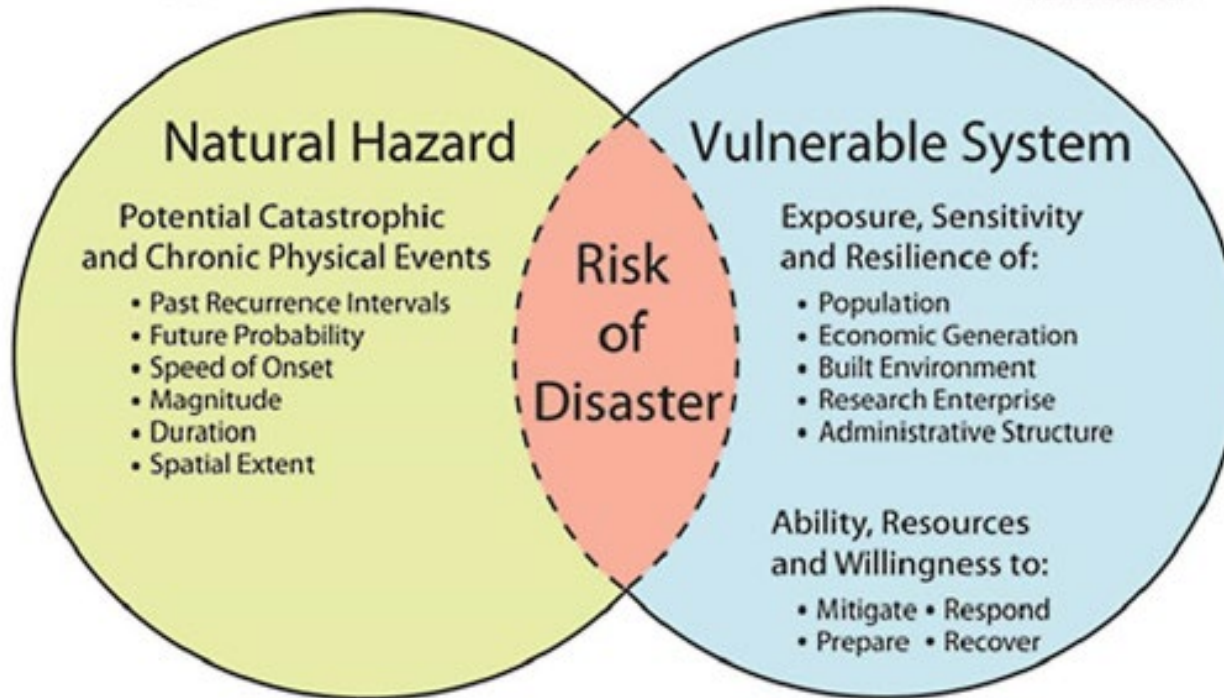 Natural Hazard
Potential Catastrophic
and Chronic Physical Events
• Past Recurrence Intervals
• Future Probability
• Speed of Onset
• Magnitude
• Duration
• Spatial Extent
Risk
of
Disaster
Vulnerable System
Exposure, Sensitivity
and Resilience of:
• Population
• Economic Generation
• Built Environment
• Research Enterprise
• Administrative Structure
Ability, Resources
and Willingness to:
• Mitigate • Respond
• Prepare • Recover